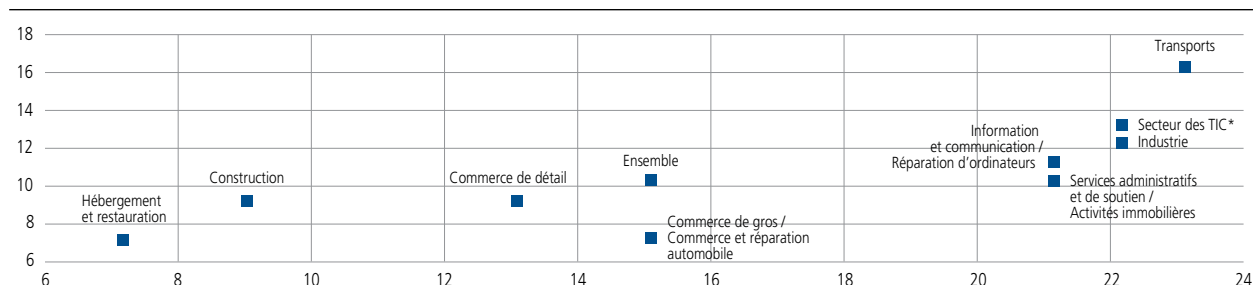 18
16
14
12
10
8
6
Transports
Secteur des TIC*
Industrie
Information
et communication /
Réparation d'ordinateurs
Services administratifs
et de soutien /
Activités immobilières
Ensemble
Commerce de gros /
Commerce et réparation
automobile
Commerce de détail
Construction
Hébergement
et restauration
6 8 10 12 14 16 18 20 22 24